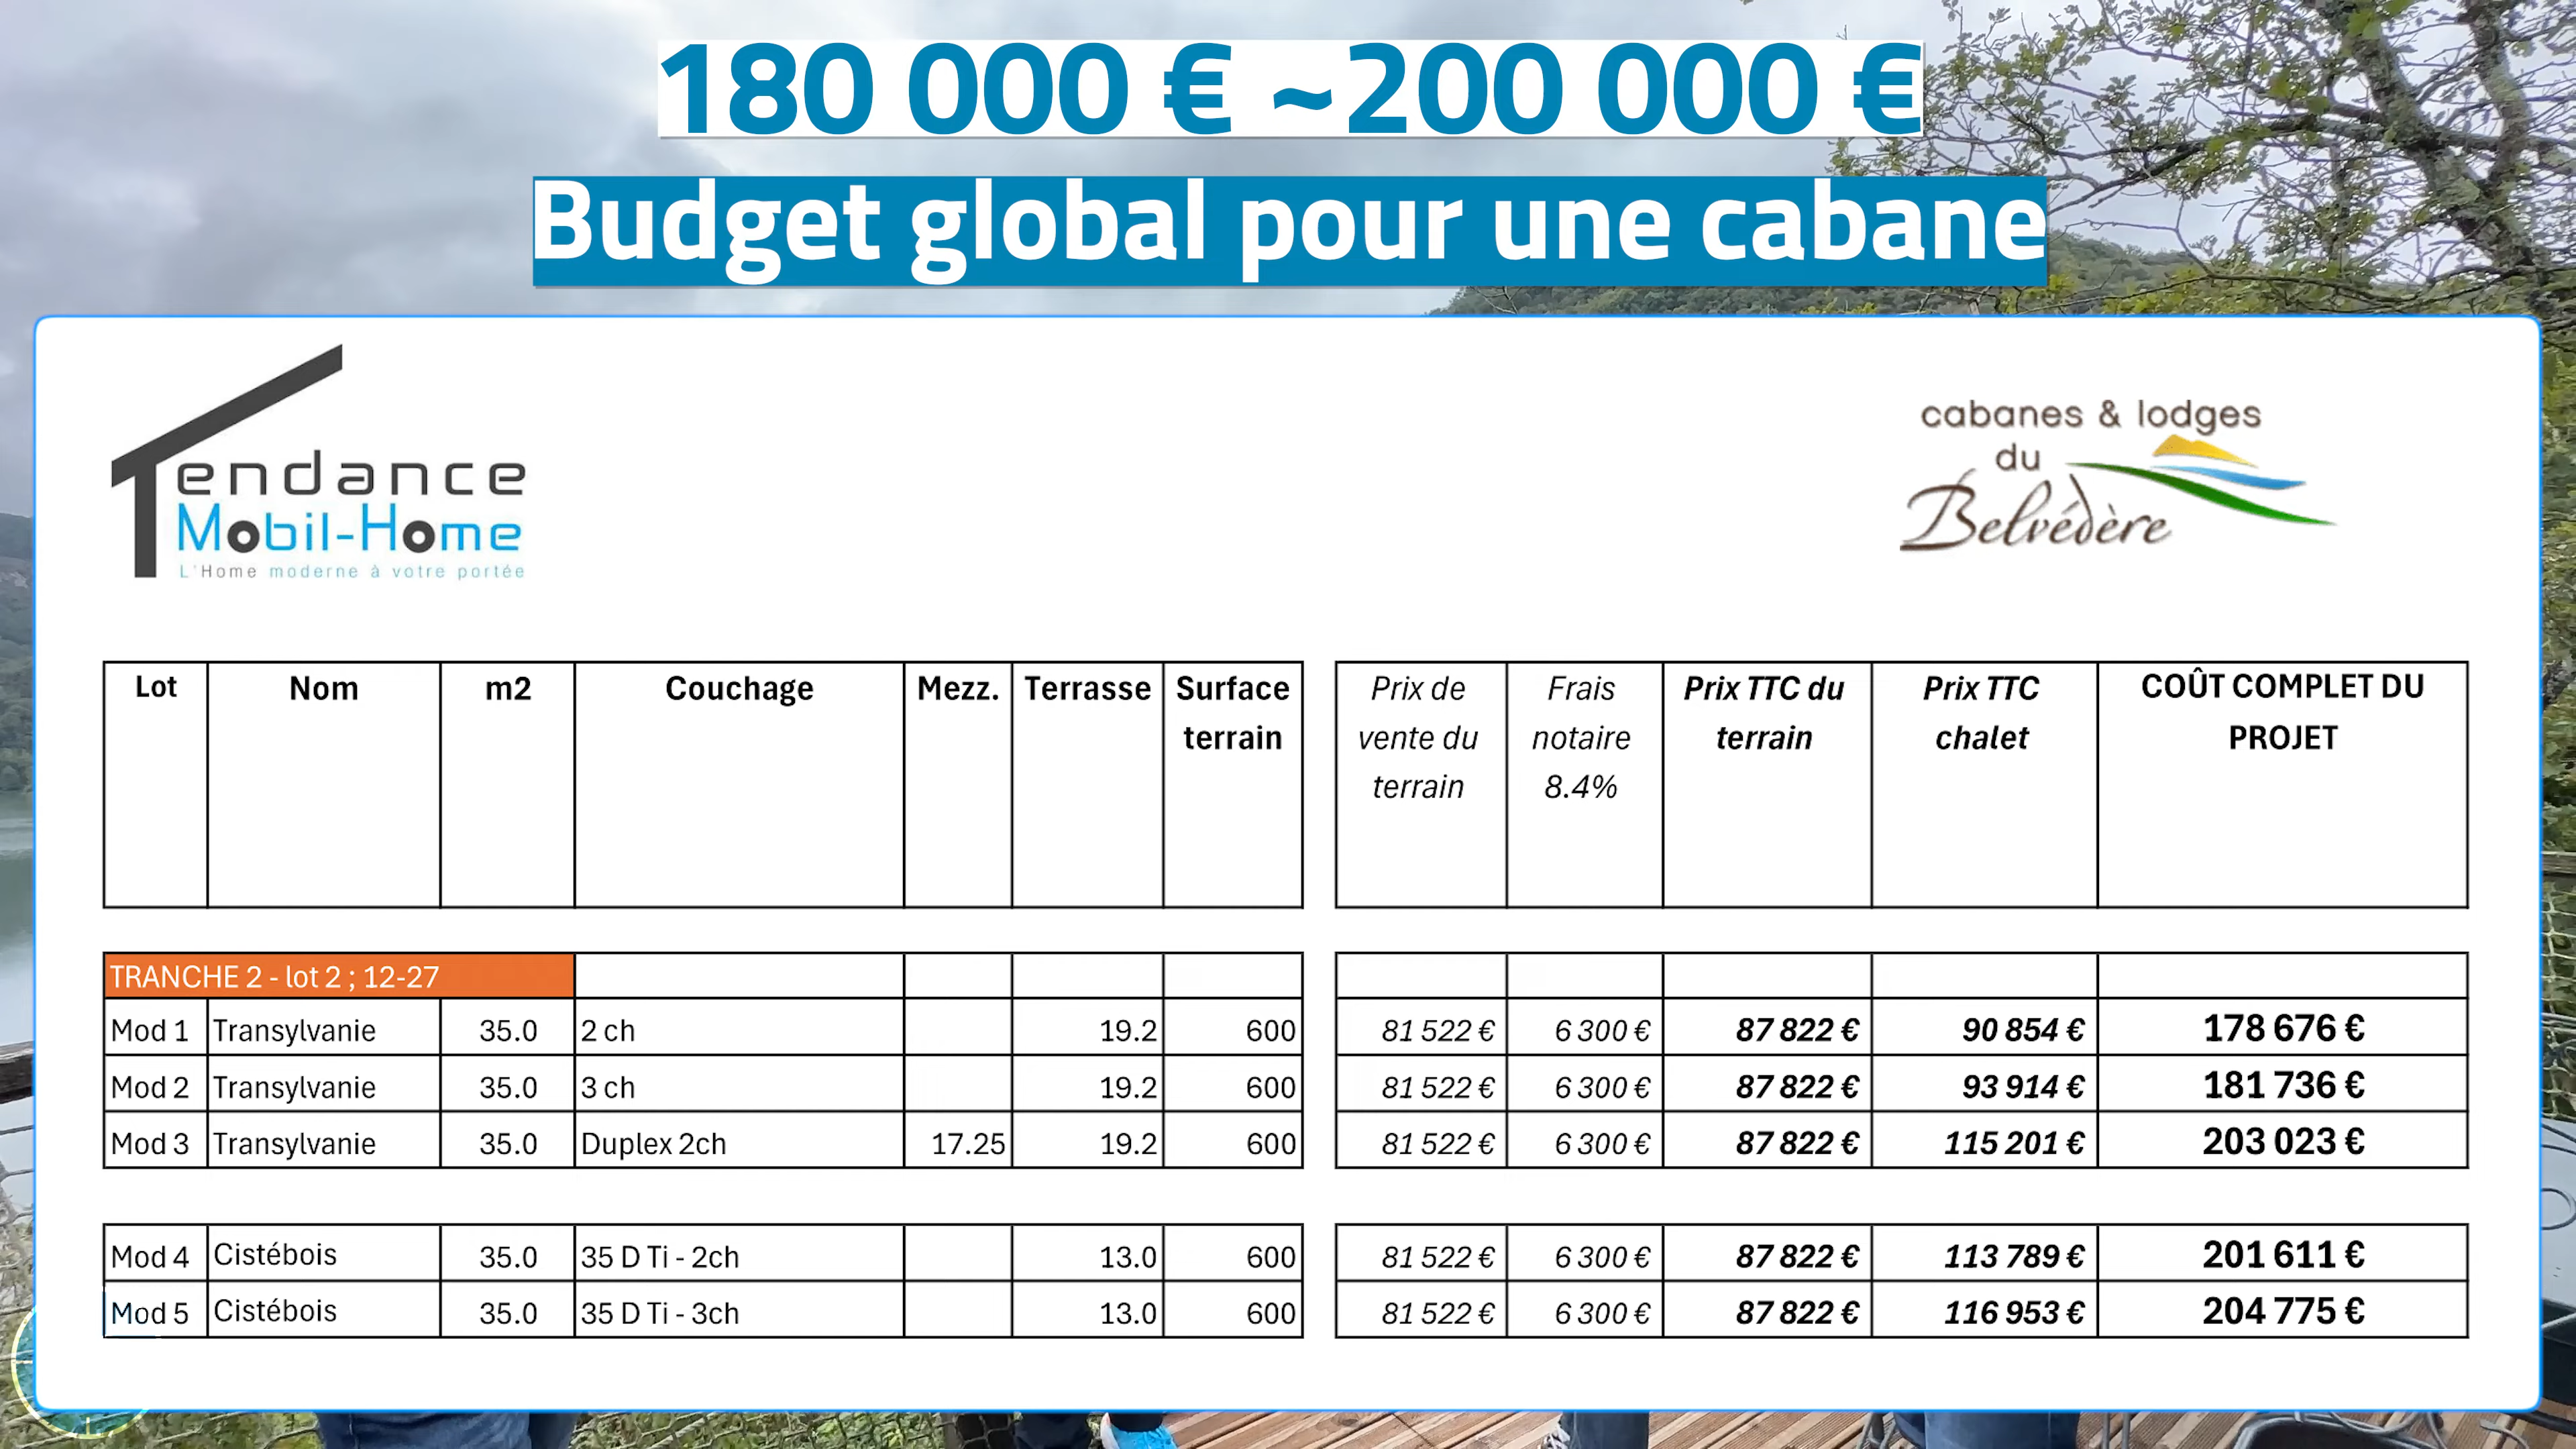 180 000 € ~200 000 €
Budget global pour une cabane
Tendance
Mobil-Home
L'Home moderne à votre portée
cabanes & lodges
du
Belvédère
Lot Nom m2 Couchage Mezz. Terrasse Surface terrain Prix de vente du terrain Frais notaire 8.4% Prix TTC du terrain Prix TTC chalet COÛT COMPLET DU PROJET
TRANCHE 2 - lot 2 ; 12-27
Mod 1 Transylvanie 35.0 2 ch 19.2 600 81 522 € 6 300 € 87 822 € 90 854 € 178 676 €
Mod 2 Transylvanie 35.0 3 ch 19.2 600 81 522 € 6 300 € 87 822 € 93 914 € 181 736 €
Mod 3 Transylvanie 35.0 Duplex 2ch 17.25 19.2 600 81 522 € 6 300 € 87 822 € 115 201 € 203 023 €
Mod 4 Cistébois 35.0 35 D Ti - 2ch 13.0 600 81 522 € 6 300 € 87 822 € 113 789 € 201 611 €
Mod 5 Cistébois 35.0 35 D Ti - 3ch 13.0 600 81 522 € 6 300 € 87 822 € 116 953 € 204 775 €